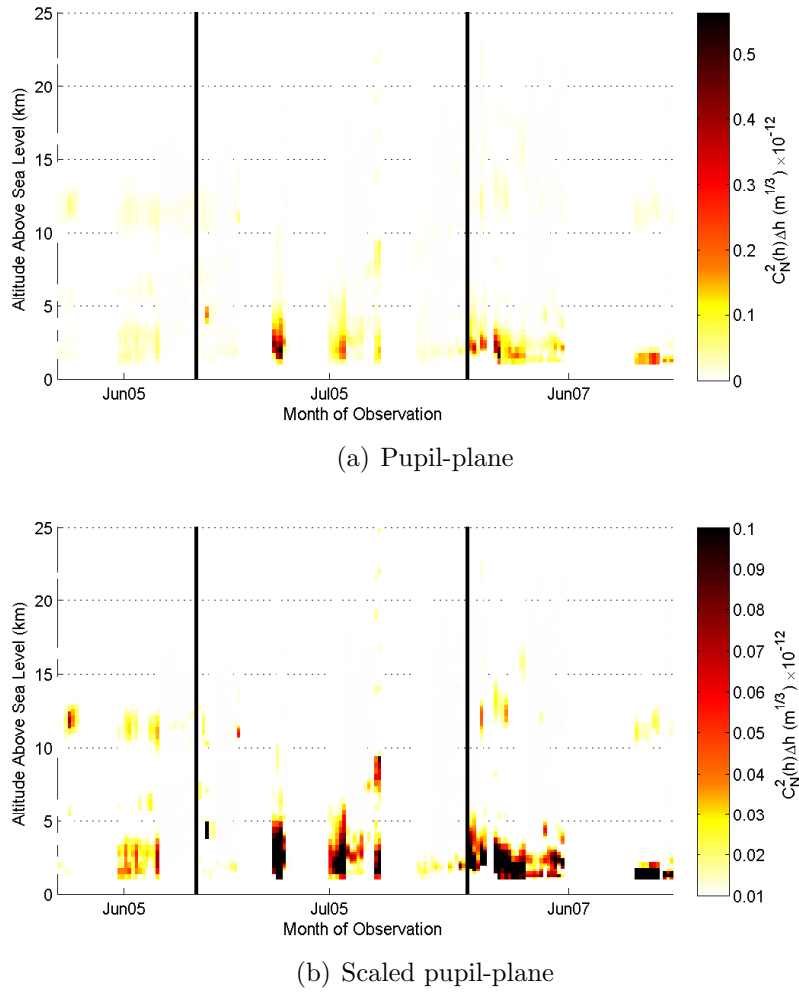 25
20
15
10
5
0
Altitude Above Sea Level (km)
Jun05
Jul05
Jun07
Month of Observation
0.5
0.4
0.3
0.2
0.1
0
C²_N(h)Δh (m^1/3) ×10^-12
(a) Pupil-plane
25
20
15
10
5
0
Altitude Above Sea Level (km)
Jun05
Jul05
Jun07
Month of Observation
0.1
0.09
0.08
0.07
0.06
0.05
0.04
0.03
0.02
0.01
C²_N(h)Δh (m^1/3) ×10^-12
(b) Scaled pupil-plane